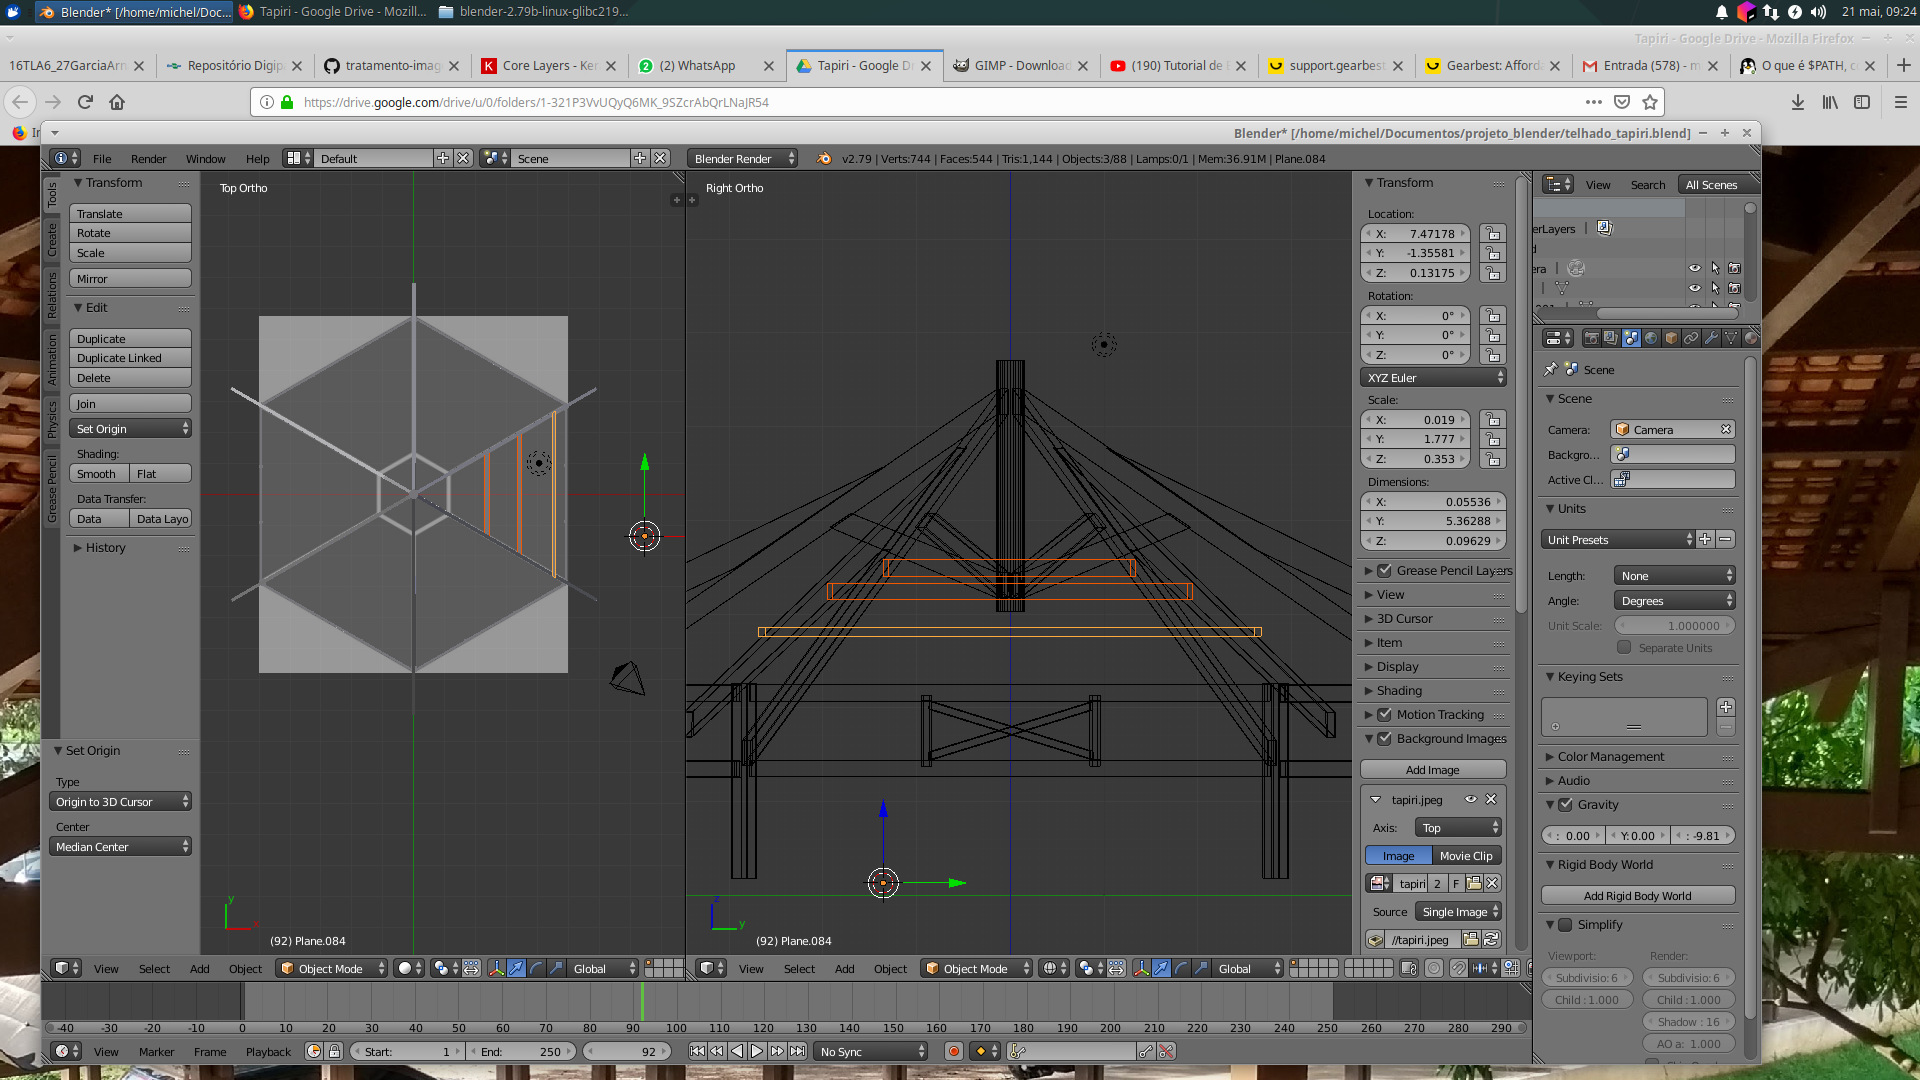 Blender* [/home/michel/Doc...
Tapiri - Google Drive - Mozill...
blender-2.79b-linux-glibc219...
21 mai, 09:24
Tapiri - Google Drive - Mozilla Firefox
16TLA6_27GarciaArn
Repositório Digi
tratamento-imag
Core Layers - Ke
(2) WhatsApp
Tapiri - Google D
GIMP - Download
(190) Tutorial de
support.gearbest
Gearbest: Afforda
Entrada (578) - m
O que é $PATH, c
https://drive.google.com/drive/u/0/folders/1-321P3VvUQyQ6MK_9SZcrAbQrLNaJR54
Blender* [/home/michel/Documentos/projeto_blender/telhado_tapiri.blend]
File Render Window Help
Default
Scene
Blender Render
v2.79 | Verts:744 | Faces:544 | Tris:1,144 | Objects:3/88 | Lamps:0/1 | Mem:36.91M | Plane.084
Tools
Create
Relations
Animation
Physics
Grease Pencil
Transform
Translate
Rotate
Scale
Mirror
Edit
Duplicate
Duplicate Linked
Delete
Join
Set Origin
Shading:
Smooth Flat
Data Transfer:
Data Data Layo
History
Set Origin
Type
Origin to 3D Cursor
Center
Median Center
Top Ortho
y
x
(92) Plane.084
View Select Add Object Object Mode Global
Right Ortho
z
y
(92) Plane.084
View Select Add Object Object Mode Global
Transform
Location:
X: 7.47178
Y: -1.35581
Z: 0.13175
Rotation:
X: 0°
Y: 0°
Z: 0°
XYZ Euler
Scale:
X: 0.019
Y: 1.777
Z: 0.353
Dimensions:
X: 0.05536
Y: 5.36288
Z: 0.09629
Grease Pencil Layers
View
3D Cursor
Item
Display
Shading
Motion Tracking
Background Images
Add Image
tapiri.jpeg
Axis: Top
Image Movie Clip
tapiri 2 F
Source Single Image
//tapiri.jpeg
View Search All Scenes
erLayers
Scene
Scene
Camera: Camera
Backgro...
Active Cl...
Units
Unit Presets
Length: None
Angle: Degrees
Unit Scale: 1.000000
Separate Units
Keying Sets
Color Management
Audio
Gravity
: 0.00 Y: 0.00 : -9.81
Rigid Body World
Add Rigid Body World
Simplify
Viewport: Render:
Subdivisio: 6 Subdivisio: 6
Child : 1.000 Child : 1.000
Shadow : 16
AO a: 1.000
-40 -30 -20 -10 0 10 20 30 40 50 60 70 80 90 100 110 120 130 140 150 160 170 180 190 200 210 220 230 240 250 260 270 280 290
View Marker Frame Playback
Start: 1
End: 250
92
No Sync